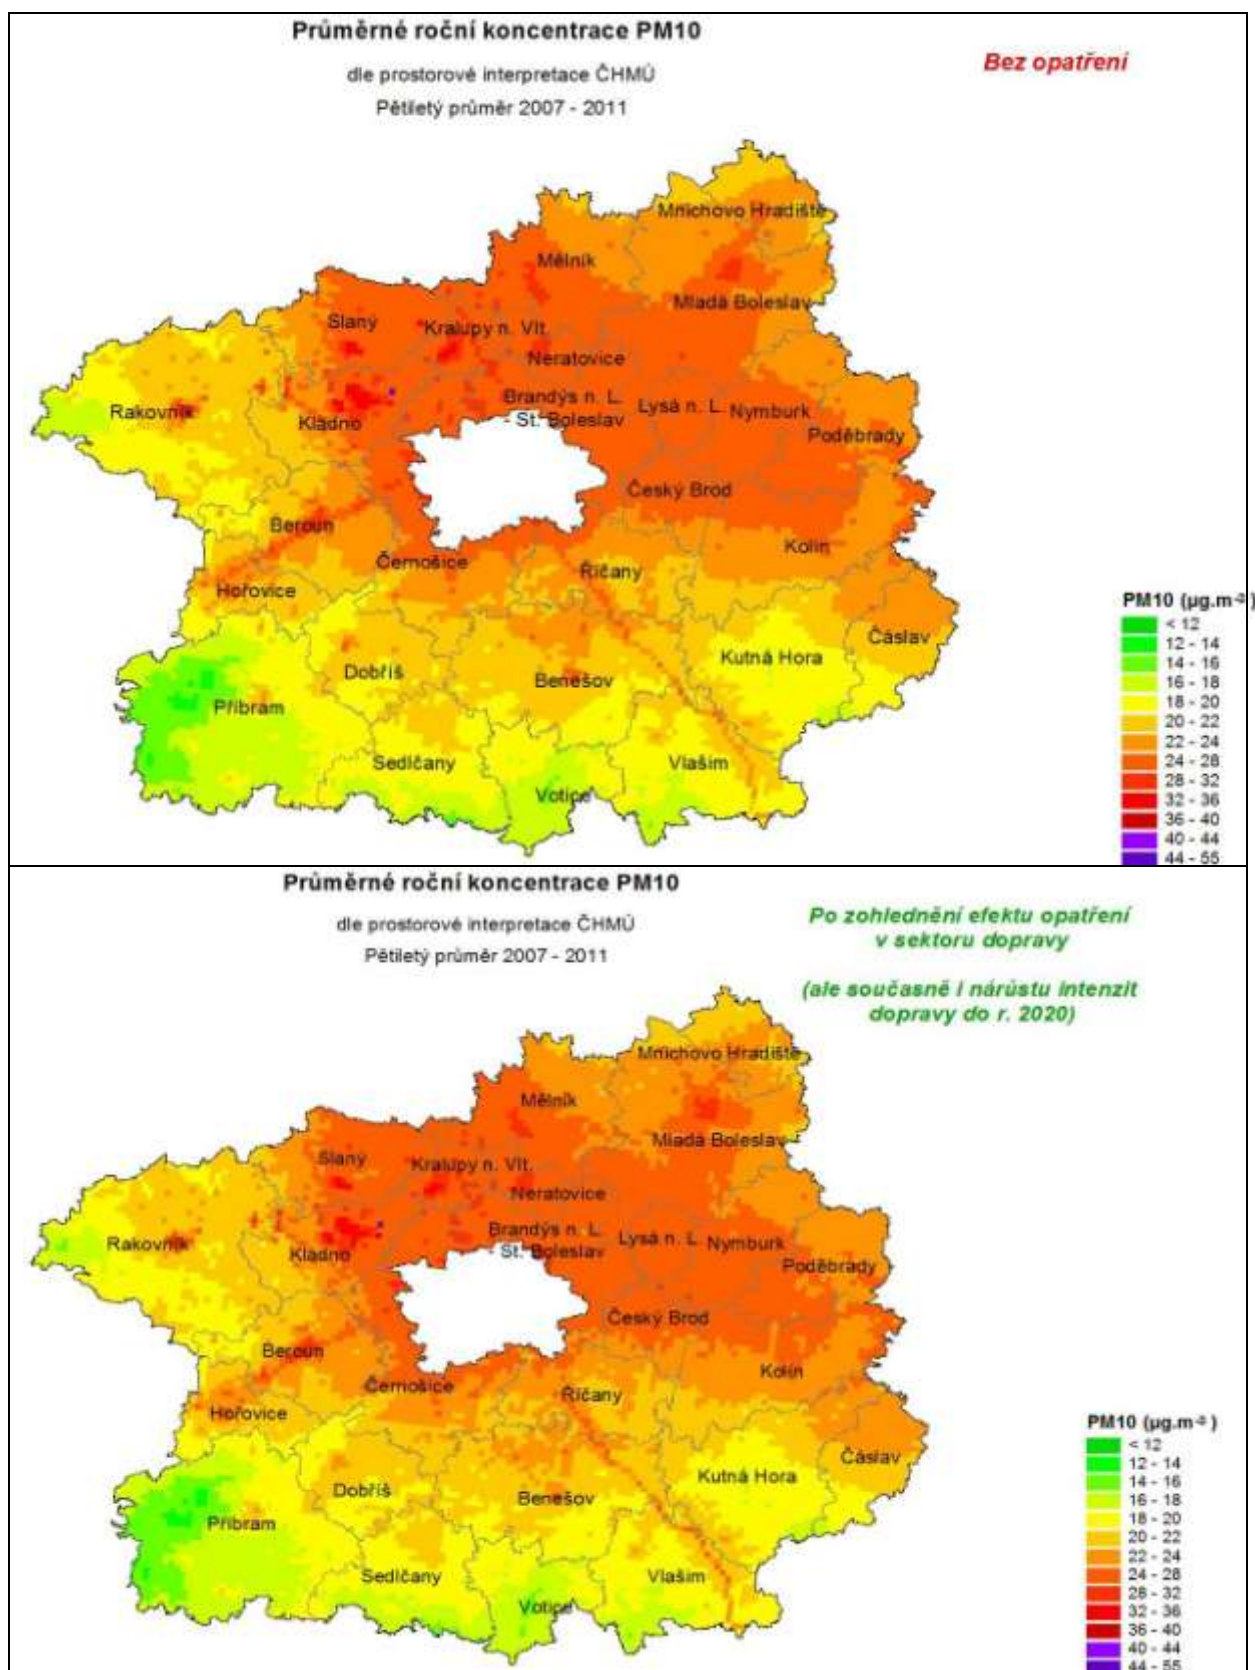 Průměrné roční koncentrace PM10
Bez opatření
dle prostorové interpretace ČHMÚ
Pětiletý průměr 2007 - 2011
Mnichovo Hradiště
Mělník
Mladá Boleslav
Slaný
Kralupy n. Vlt.
Neratovice
Brandýs n. L.
- St. Boleslav
Lysá n. L.
Nymburk
Rakovník
Kladno
Poděbrady
Český Brod
Beroun
Kolín
Černošice
Říčany
Hořovice
Čáslav
Kutná Hora
Dobříš
Benešov
Příbram
Sedlčany
Vlašim
Votice
PM10 (µg.m-3)
< 12
12 - 14
14 - 16
16 - 18
18 - 20
20 - 22
22 - 24
24 - 28
28 - 32
32 - 36
36 - 40
40 - 44
44 - 55
Průměrné roční koncentrace PM10
dle prostorové interpretace ČHMÚ
Pětiletý průměr 2007 - 2011
Po zohlednění efektu opatření
v sektoru dopravy
(ale současně i nárůstu intenzit
dopravy do r. 2020)
Mnichovo Hradiště
Mělník
Mladá Boleslav
Slaný
Kralupy n. Vlt.
Neratovice
Brandýs n. L.
- St. Boleslav
Lysá n. L
Nymburk
Rakovník
Kladno
Poděbrady
Český Brod
Beroun
Kolín
Černošice
Říčany
Hořovice
Čáslav
Kutná Hora
Dobříš
Benešov
Příbram
Sedlčany
Vlašim
Votice
PM10 (µg.m-3)
< 12
12 - 14
14 - 16
16 - 18
18 - 20
20 - 22
22 - 24
24 - 28
28 - 32
32 - 36
36 - 40
40 - 44
44 - 55